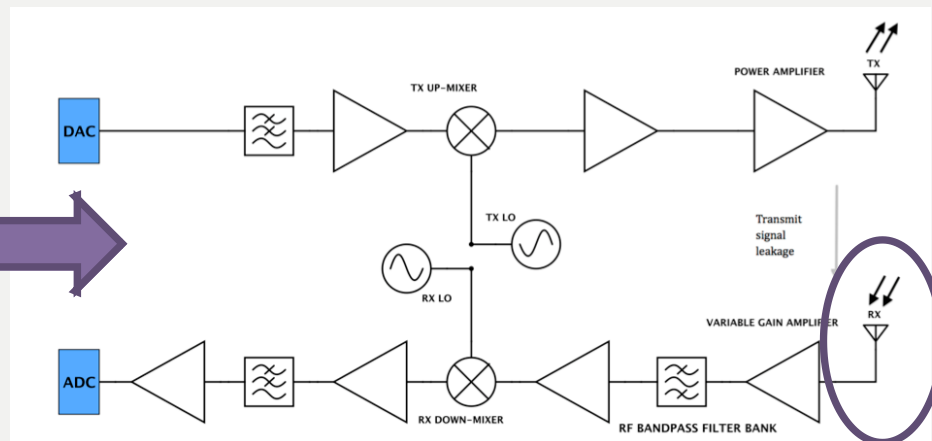 TX
POWER AMPLIFIER
TX UP-MIXER
DAC
TX LO
Transmit
signal
leakage
RX LO
RX
VARIABLE GAIN AMPLIFIER
ADC
RX DOWN-MIXER
RF BANDPASS FILTER BANK